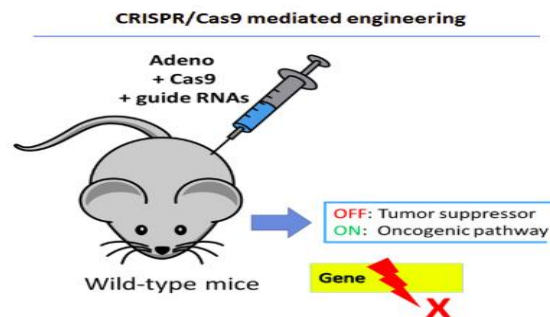 CRISPR/Cas9 mediated engineering
Adeno
+ Cas9
+ guide RNAs
OFF: Tumor suppressor
ON: Oncogenic pathway
Wild-type mice
Gene
X